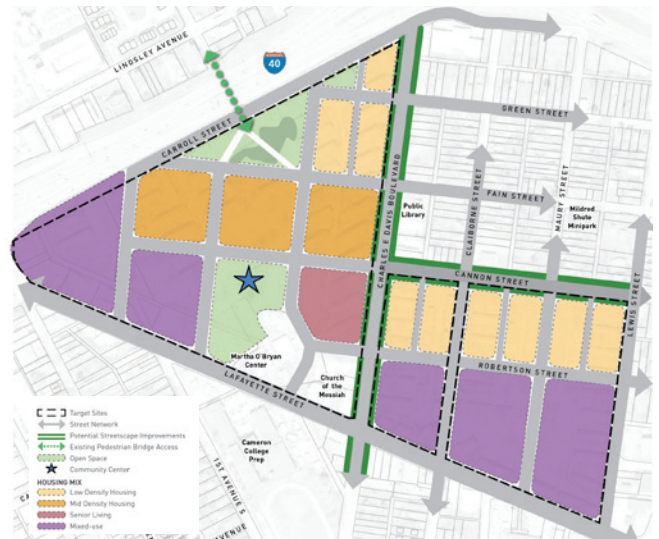 LINDSLEY AVENUE
40
CARROLL STREET
GREEN STREET
CHARLES E DAVIS BOULEVARD
CLAIBORNE STREET
FAIN STREET
MAURY STREET
Public
Library
Mildred
Shute
Minipark
CANNON STREET
LEWIS STREET
ROBERTSON STREET
Martha O'Bryan
Center
LAFAYETTE STREET
Church
of the
Messiah
Cameron
College
Prep
1ST AVENUE S
AVENUE
Target Sites
Street Network
Potential Streetscape Improvements
Existing Pedestrian Bridge Access
Open Space
Community Center
HOUSING MIX
Low Density Housing
Mid Density Housing
Senior Living
Mixed-use